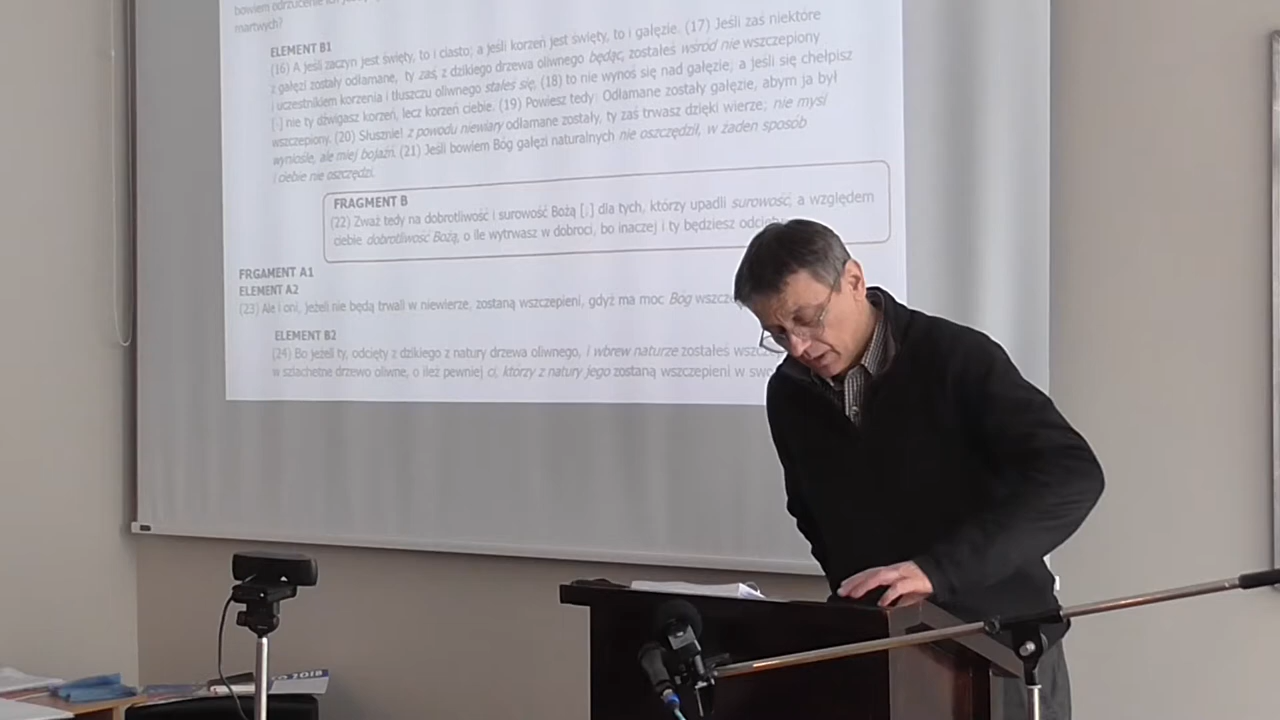 bowiem odrzucenie ich
martwych?
ELEMENT B1
(16) A jeśli zaczyn jest święty, to i ciasto; a jeśli korzeń jest święty, to i gałęzie. (17) Jeśli zaś niektóre
z gałęzi zostały odłamane, ty zaś, z dzikiego drzewa oliwnego będąc, zostałeś wśród nie wszczepiony
i uczestnikiem korzenia i tłuszczu oliwnego stałeś się, (18) to nie wynoś się nad gałęzie; a jeśli się chełpisz
[:] nie ty dźwigasz korzeń, lecz korzeń ciebie. (19) Powiesz tedy: Odłamane zostały gałęzie, abym ja był
wszczepiony. (20) Słusznie! z powodu niewiary odłamane zostały, ty zaś trwasz dzięki wierze; nie myśl
wyniośle, ale miej bojaźń. (21) Jeśli bowiem Bóg gałęzi naturalnych nie oszczędził, w żaden sposób
i ciebie nie oszczędzi.
FRAGMENT B
(22) Zważ tedy na dobrotliwość i surowość Bożą [:] dla tych, którzy upadli surowość, a względem
ciebie dobrotliwość Bożą, o ile wytrwasz w dobroci, bo inaczej i ty będziesz
FRGAMENT A1
ELEMENT A2
(23) Ale i oni, jeżeli nie będą trwali w niewierze, zostaną wszczepieni, gdyż ma moc Bóg
ELEMENT B2
(24) Bo jeżeli ty, odcięty z dzikiego z natury drzewa oliwnego, i wbrew naturze zostałeś
w szlachetne drzewo oliwne, o ileż pewniej ci, którzy z natury jego zostaną wszczepieni w
2018